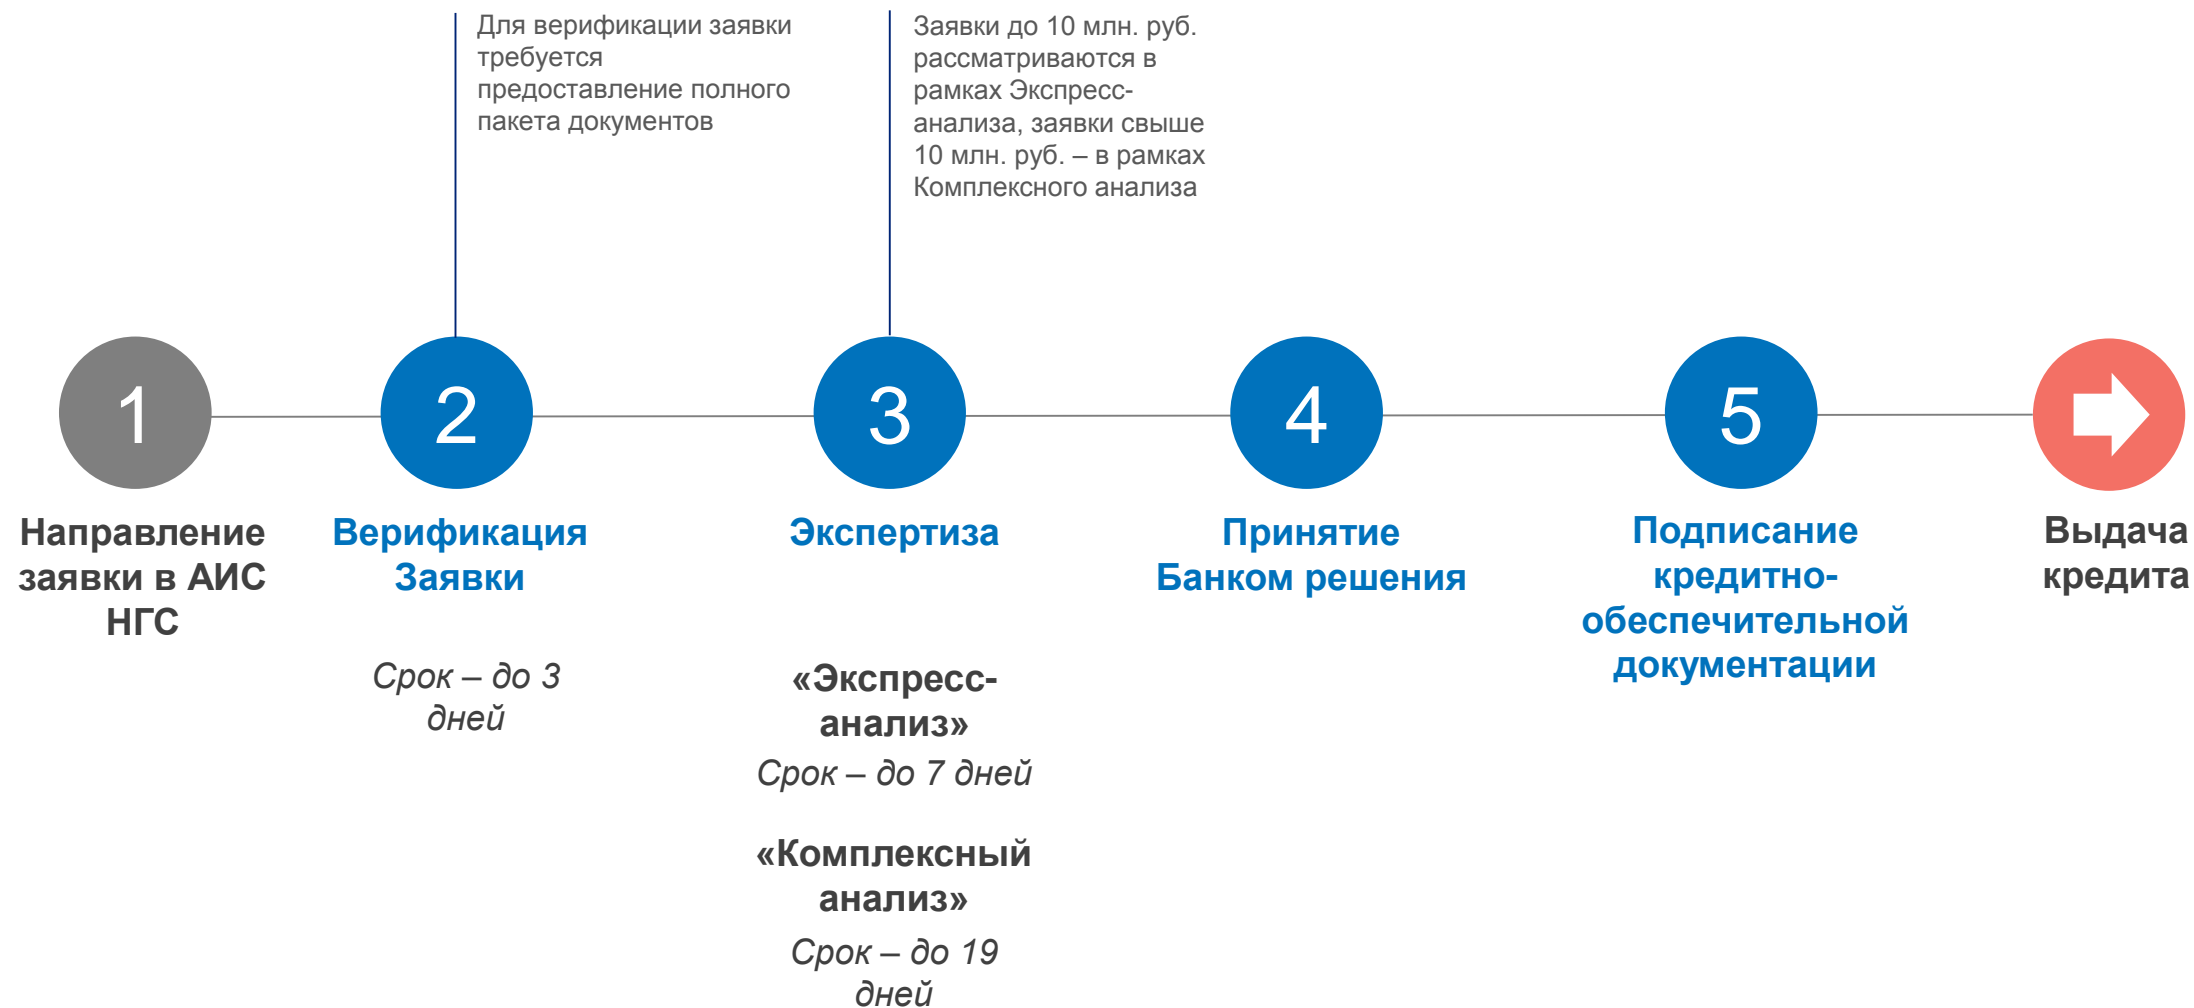 Для верификации заявки
требуется
предоставление полного
пакета документов
Заявки до 10 млн. руб.
рассматриваются в
рамках Экспресс-
анализа, заявки свыше
10 млн. руб. – в рамках
Комплексного анализа
1
2
3
4
5
Направление
заявки в АИС
НГС
Верификация
Заявки
Срок – до 3
дней
Экспертиза
«Экспресс-
анализ»
Срок – до 7 дней
«Комплексный
анализ»
Срок – до 19
дней
Принятие
Банком решения
Подписание
кредитно-
обеспечительной
документации
Выдача
кредита